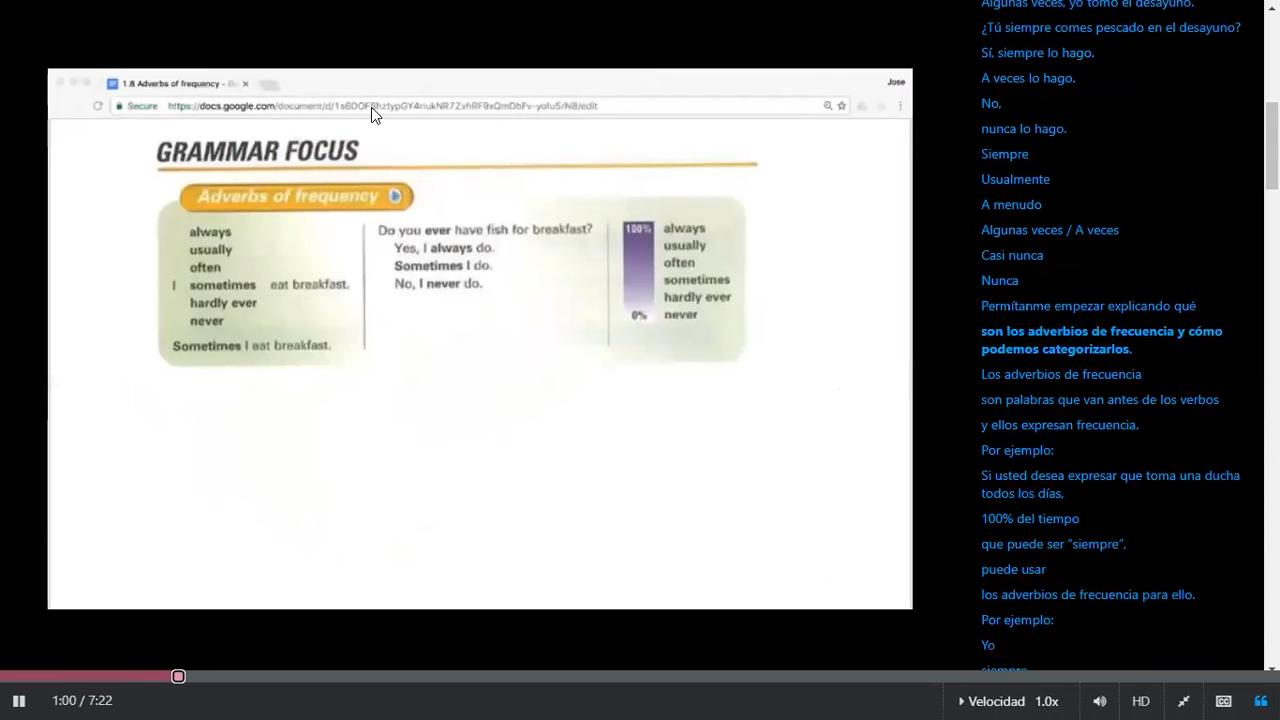 1.8 Adverbs of frequency - Go
Jose
Secure
GRAMMAR FOCUS
Adverbs of frequency
always
usually
often
I sometimes eat breakfast.
hardly ever
never
Sometimes I eat breakfast.
Do you ever have fish for breakfast?
Yes, I always do.
Sometimes I do.
No, I never do.
100%
0%
always
usually
often
sometimes
hardly ever
never
Algunas veces, yo tomo el desayuno.
¿Tú siempre comes pescado en el desayuno?
Sí, siempre lo hago.
A veces lo hago.
No,
nunca lo hago.
Siempre
Usualmente
A menudo
Algunas veces / A veces
Casi nunca
Nunca
Permítanme empezar explicando qué
son los adverbios de frecuencia y cómo
podemos categorizarlos.
Los adverbios de frecuencia
son palabras que van antes de los verbos
y ellos expresan frecuencia.
Por ejemplo:
Si usted desea expresar que toma una ducha
todos los días,
100% del tiempo
que puede ser “siempre”,
puede usar
los adverbios de frecuencia para ello.
Por ejemplo:
Yo
siempre
1:00 / 7:22
Velocidad 1.0x
HD
CC